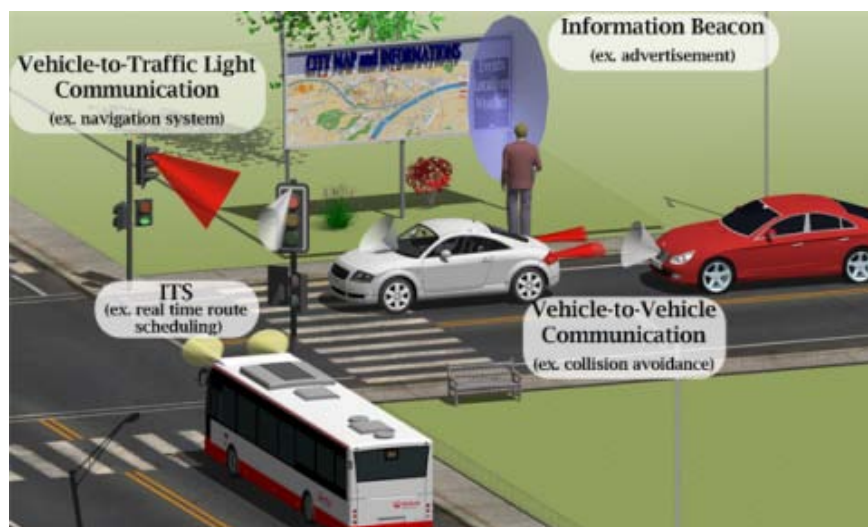 Vehicle-to-Traffic Light
Communication
(ex. navigation system)
CITY MAP and INFORMATIONS
Information Beacon
(ex. advertisement)
ITS
(ex. real time route
scheduling)
Vehicle-to-Vehicle
Communication
(ex. collision avoidance)